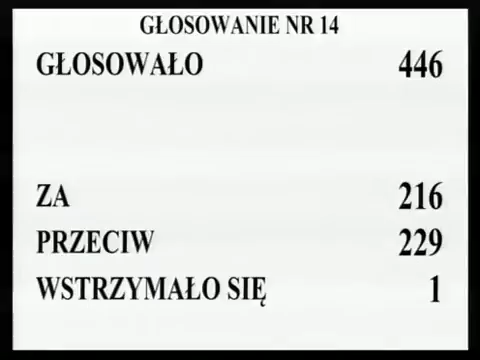 GŁOSOWANIE NR 14
GŁOSOWAŁO 446
ZA 216
PRZECIW 229
WSTRZYMAŁO SIĘ 1